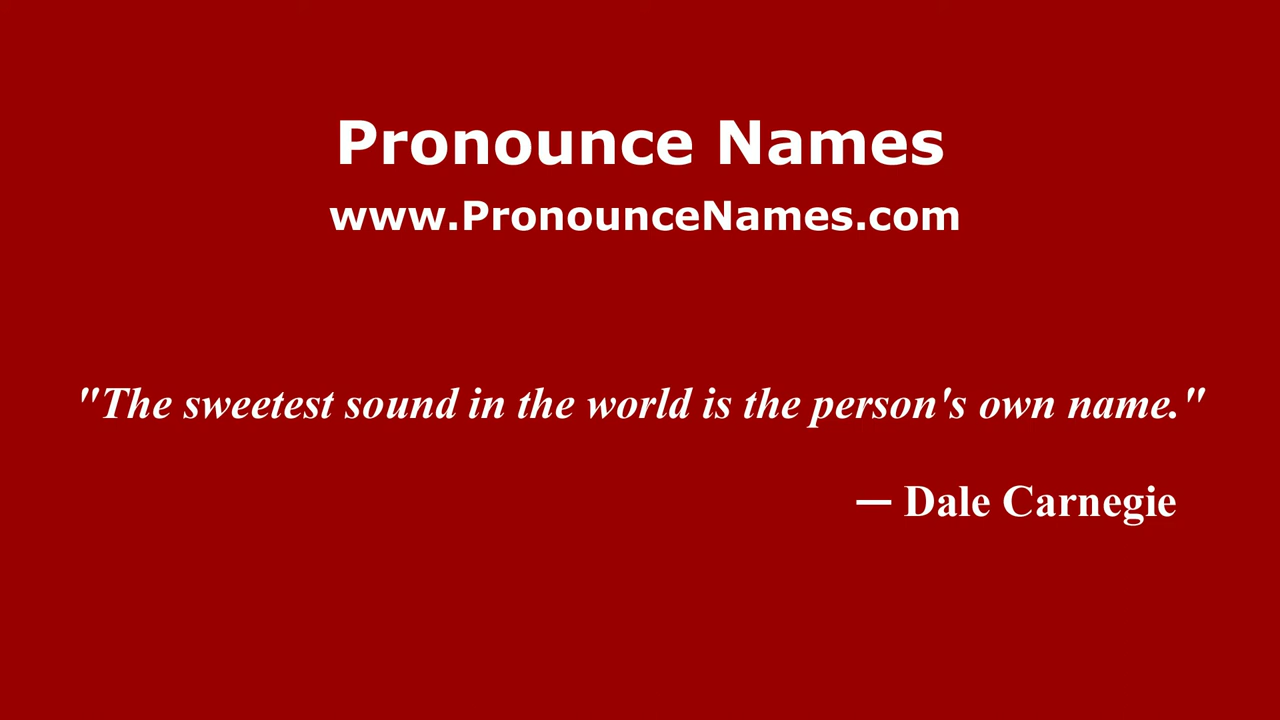 Pronounce Names
www.PronounceNames.com
"The sweetest sound in the world is the person's own name."
— Dale Carnegie